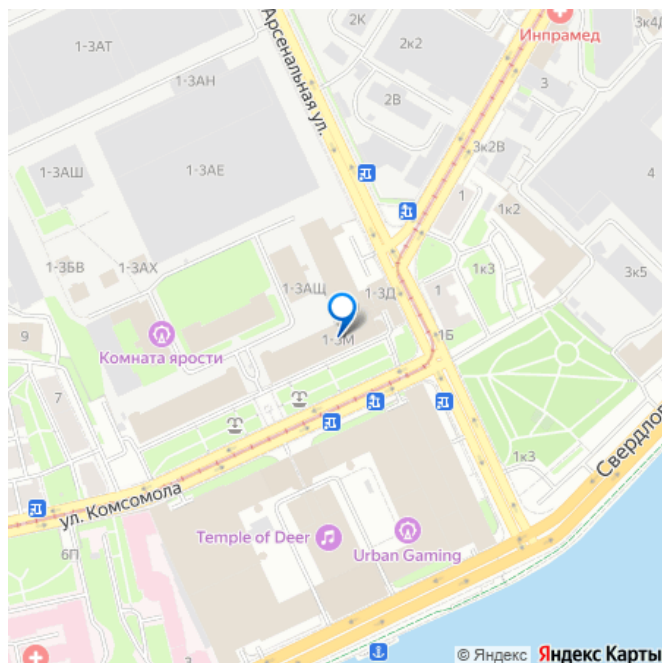 1-3АТ
2К
Инпрамед
3к4Д
2к2
1-3АН
Арсенальная ул.
2В
3
3к2В
1-3АШ
1-3АЕ
4
1
1к2
1-3БВ
1-3АХ
1к3
3к5
1-3АЩ
1-3Д
1
9
Комната ярости
1-3М
1Б
7
1к3
Свердлов
ул. Комсомола
Temple of Deer
Urban Gaming
6П
© Яндекс Яндекс Карты